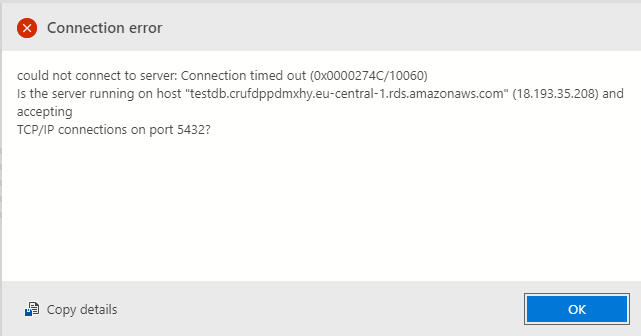 Connection error
could not connect to server: Connection timed out (0x0000274C/10060)
Is the server running on host "testdb.crufdppdmxhy.eu-central-1.rds.amazonaws.com" (18.193.35.208) and
accepting
TCP/IP connections on port 5432?
Copy details
OK